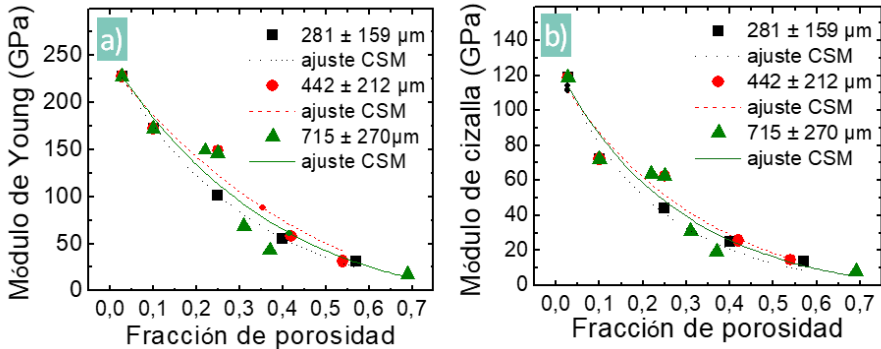 a)
Módulo de Young (GPa)
250
200
150
100
50
0
281 ± 159 µm
ajuste CSM
442 ± 212 µm
ajuste CSM
715 ± 270µm
ajuste CSM
0,0 0,1 0,2 0,3 0,4 0,5 0,6 0,7
Fracción de porosidad
b)
Módulo de cizalla (GPa)
140
120
100
80
60
40
20
0
281 ± 159 µm
ajuste CSM
442 ± 212 µm
ajuste CSM
715 ± 270 µm
ajuste CSM
0,0 0,1 0,2 0,3 0,4 0,5 0,6 0,7
Fracción de porosidad